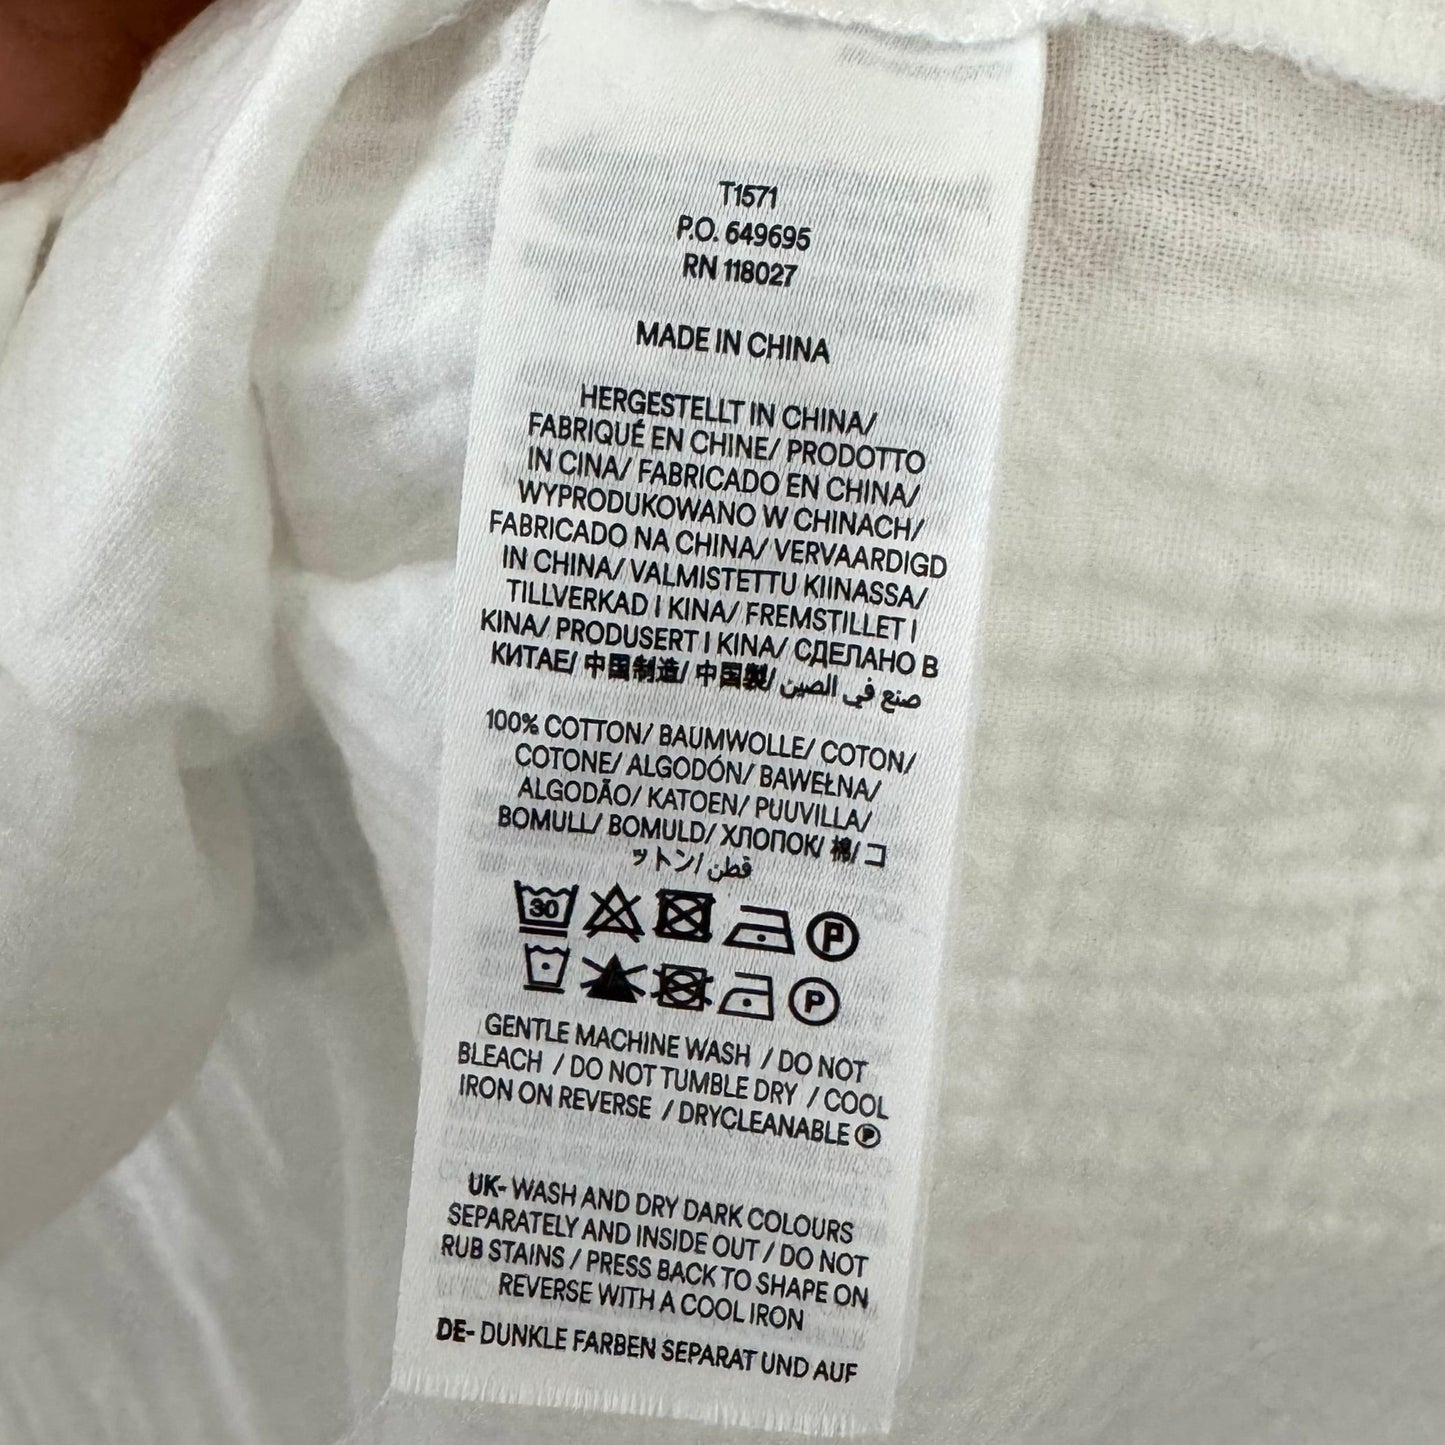 T1571
P.O. 649695
RN 118027
MADE IN CHINA
HERGESTELLT IN CHINA/
FABRIQUÉ EN CHINE/ PRODOTTO
IN CINA/ FABRICADO EN CHINA/
WYPRODUKOWANO W CHINACH/
FABRICADO NA CHINA/ VERVAARDIGD
IN CHINA/ VALMISTETTU KIINASSA/
TILLVERKAD I KINA/ FREMSTILLET I
KINA/ PRODUSERT I KINA/ СДЕЛАНО В
КИТАЕ/ 中国制造/ 中国製/ صنع في الصين
100% COTTON/ BAUMWOLLE/ COTON/
COTONE/ ALGODÓN/ BAWEŁNA/
ALGODÃO/ KATOEN/ PUUVILLA/
BOMULL/ BOMULD/ ХЛОПОК/ 棉/ コ
ットン/ قطن
30 P
P
GENTLE MACHINE WASH / DO NOT
BLEACH / DO NOT TUMBLE DRY / COOL
IRON ON REVERSE / DRYCLEANABLE P
UK- WASH AND DRY DARK COLOURS
SEPARATELY AND INSIDE OUT / DO NOT
RUB STAINS / PRESS BACK TO SHAPE ON
REVERSE WITH A COOL IRON
DE- DUNKLE FARBEN SEPARAT UND AUF